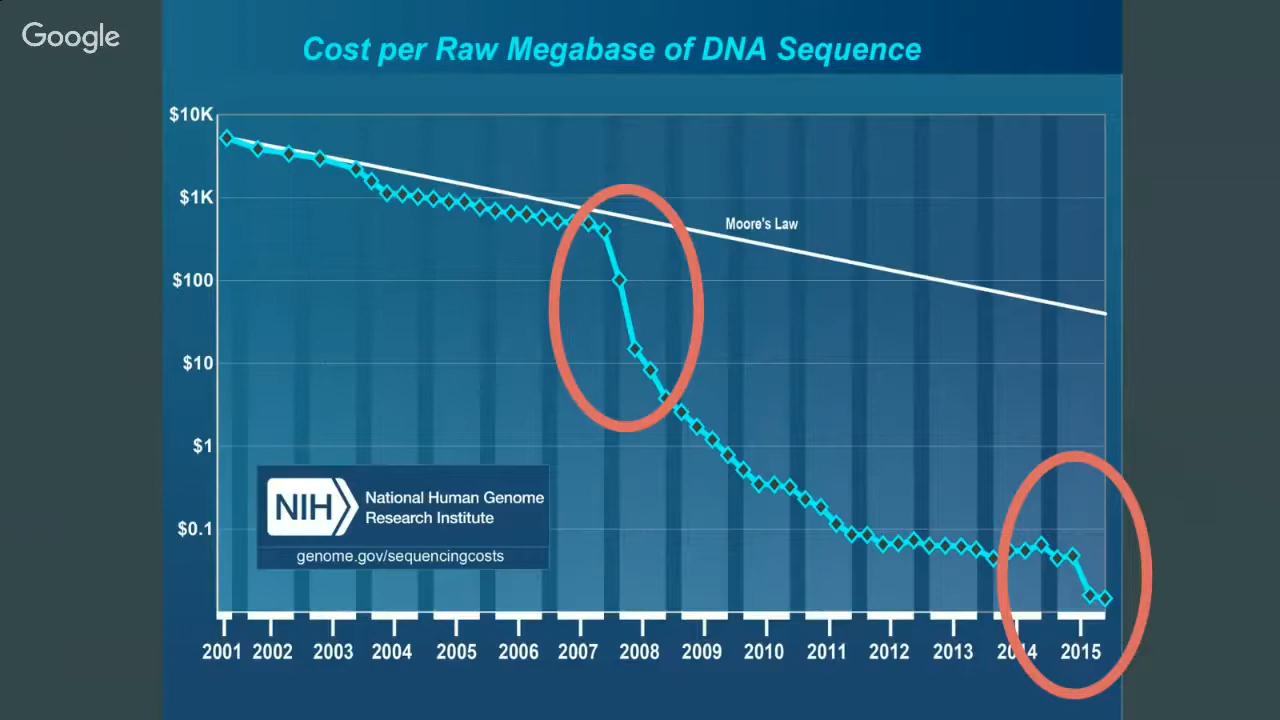 Google
Cost per Raw Megabase of DNA Sequence
$10K
$1K
$100
$10
$1
$0.1
Moore's Law
NIH
National Human Genome
Research Institute
genome.gov/sequencingcosts
2001 2002 2003 2004 2005 2006 2007 2008 2009 2010 2011 2012 2013 2014 2015